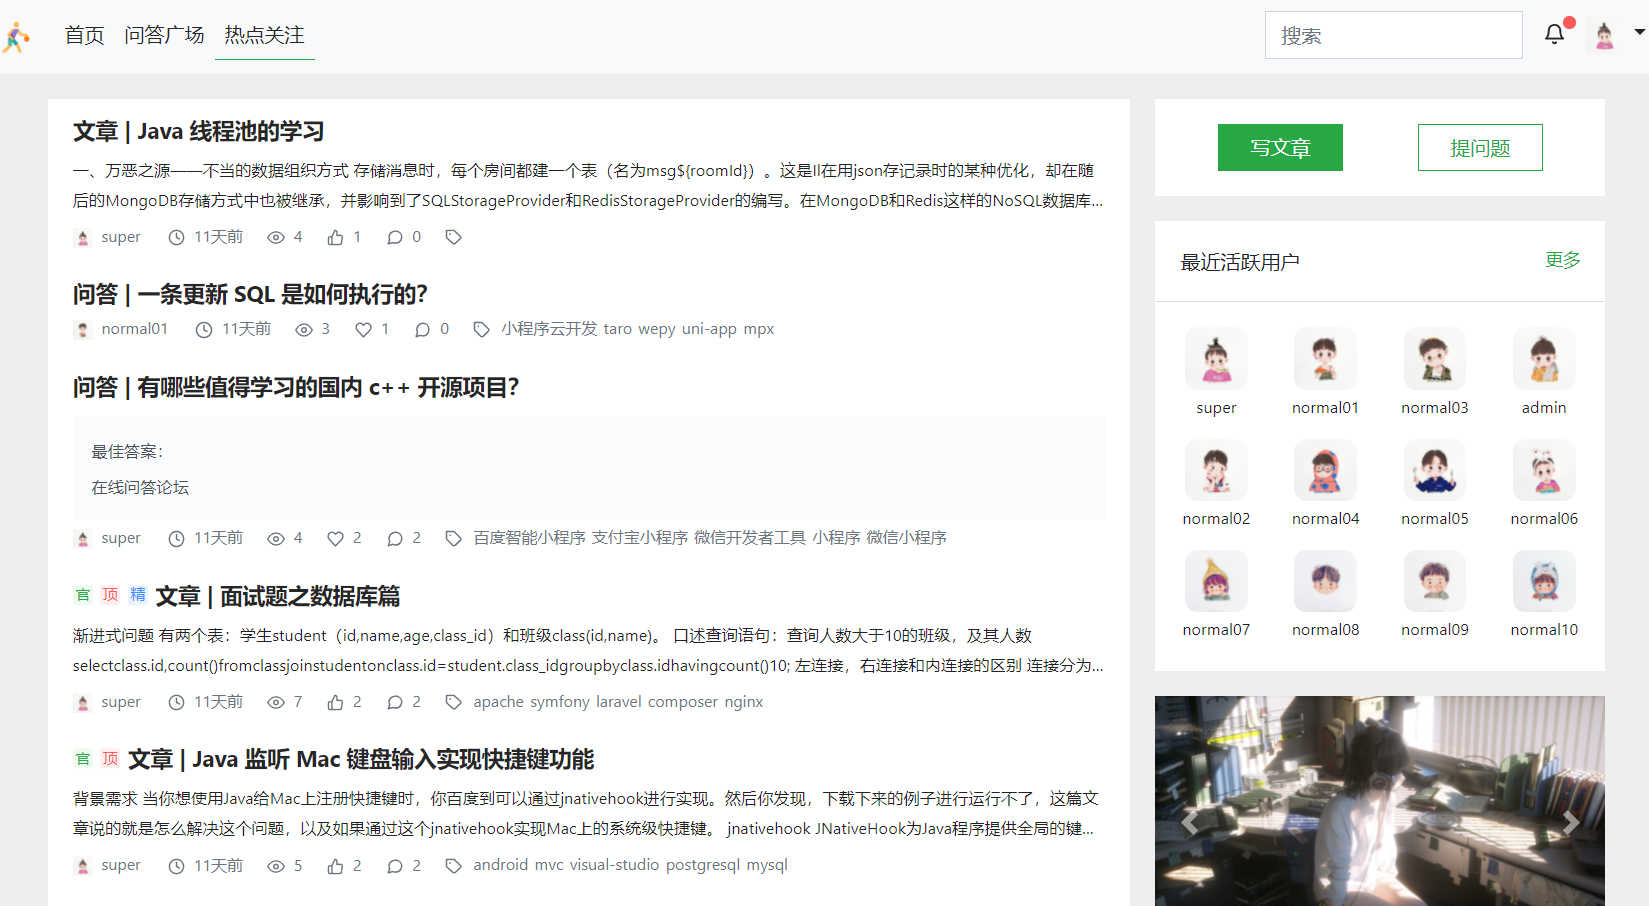 首页 问答广场 热点关注 搜索
文章 | Java 线程池的学习
一、万恶之源——不当的数据组织方式 存储消息时，每个房间都建一个表（名为msg${roomId}）。这是II在用json存记录时的某种优化，却在随
后的MongoDB存储方式中也被继承，并影响到了SQLStorageProvider和RedisStorageProvider的编写。在MongoDB和Redis这样的NoSQL数据库...
super 11天前 4 1 0
问答 | 一条更新 SQL 是如何执行的?
normal01 11天前 3 1 0 小程序云开发 taro wepy uni-app mpx
问答 | 有哪些值得学习的国内 c++ 开源项目?
最佳答案：
在线问答论坛
super 11天前 4 2 2 百度智能小程序 支付宝小程序 微信开发者工具 小程序 微信小程序
官 顶 精 文章 | 面试题之数据库篇
渐进式问题 有两个表：学生student（id,name,age,class_id）和班级class(id,name)。 口述查询语句：查询人数大于10的班级，及其人数
selectclass.id,count()fromclassjoinstudentonclass.id=student.class_idgroupbyclass.idhavingcount()10; 左连接，右连接和内连接的区别 连接分为...
super 11天前 7 2 2 apache symfony laravel composer nginx
官 顶 文章 | Java 监听 Mac 键盘输入实现快捷键功能
背景需求 当你想使用Java给Mac上注册快捷键时，你百度到可以通过jnativehook进行实现。然后你发现，下载下来的例子进行运行不了，这篇文
章说的就是怎么解决这个问题，以及如果通过这个jnativehook实现Mac上的系统级快捷键。 jnativehook JNativeHook为Java程序提供全局的键...
super 11天前 5 2 2 android mvc visual-studio postgresql mysql
写文章 提问题
最近活跃用户 更多
super normal01 normal03 admin
normal02 normal04 normal05 normal06
normal07 normal08 normal09 normal10